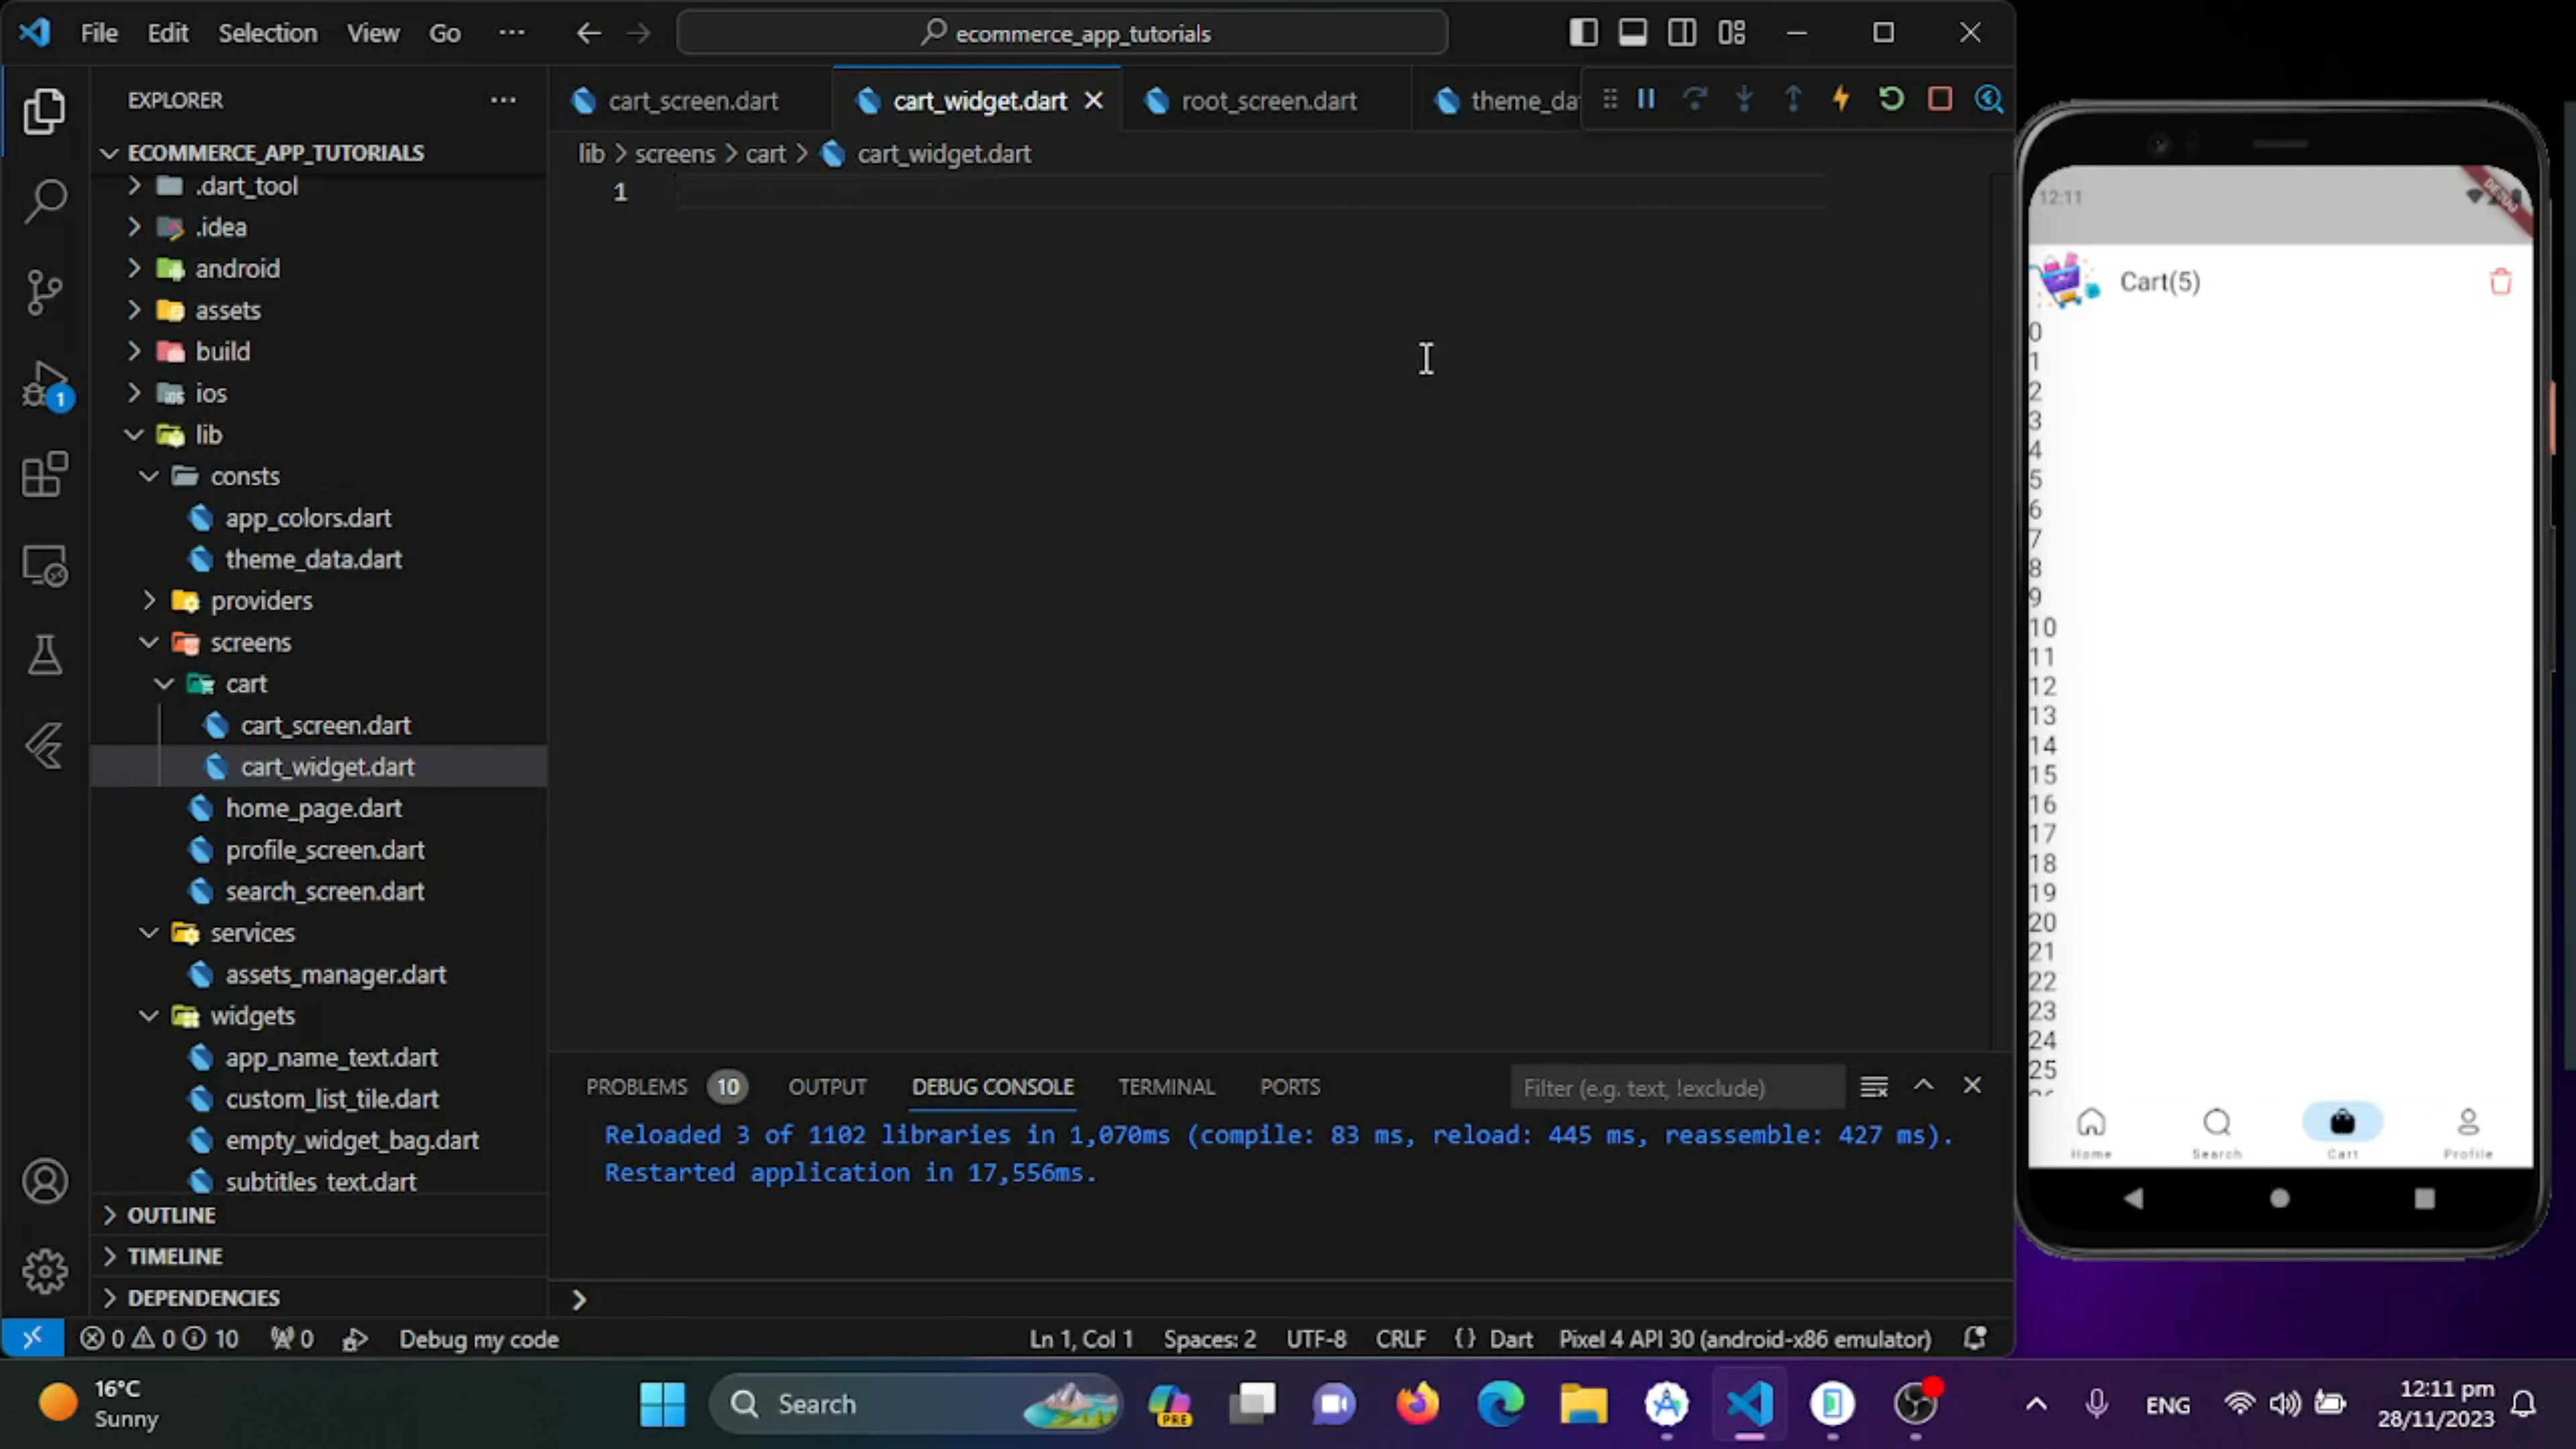 File Edit Selection View Go ···
ecommerce_app_tutorials
EXPLORER ···
ECOMMERCE_APP_TUTORIALS
.dart_tool
.idea
android
assets
build
ios
lib
consts
app_colors.dart
theme_data.dart
providers
screens
cart
cart_screen.dart
cart_widget.dart
home_page.dart
profile_screen.dart
search_screen.dart
services
assets_manager.dart
widgets
app_name_text.dart
custom_list_tile.dart
empty_widget_bag.dart
subtitles_text.dart
OUTLINE
TIMELINE
DEPENDENCIES
1
cart_screen.dart cart_widget.dart root_screen.dart theme_da
lib > screens > cart > cart_widget.dart
1
PROBLEMS 10 OUTPUT DEBUG CONSOLE TERMINAL PORTS Filter (e.g. text, !exclude)
Reloaded 3 of 1102 libraries in 1,070ms (compile: 83 ms, reload: 445 ms, reassemble: 427 ms).
Restarted application in 17,556ms.
0 0 10 0 Debug my code Ln 1, Col 1 Spaces: 2 UTF-8 CRLF {} Dart Pixel 4 API 30 (android-x86 emulator)
12:11 DEBUG
Cart(5)
0
1
2
3
4
5
6
7
8
9
10
11
12
13
14
15
16
17
18
19
20
21
22
23
24
25
Home Search Cart Profile
16°C
Sunny
Search
PRE
ENG
12:11 pm
28/11/2023